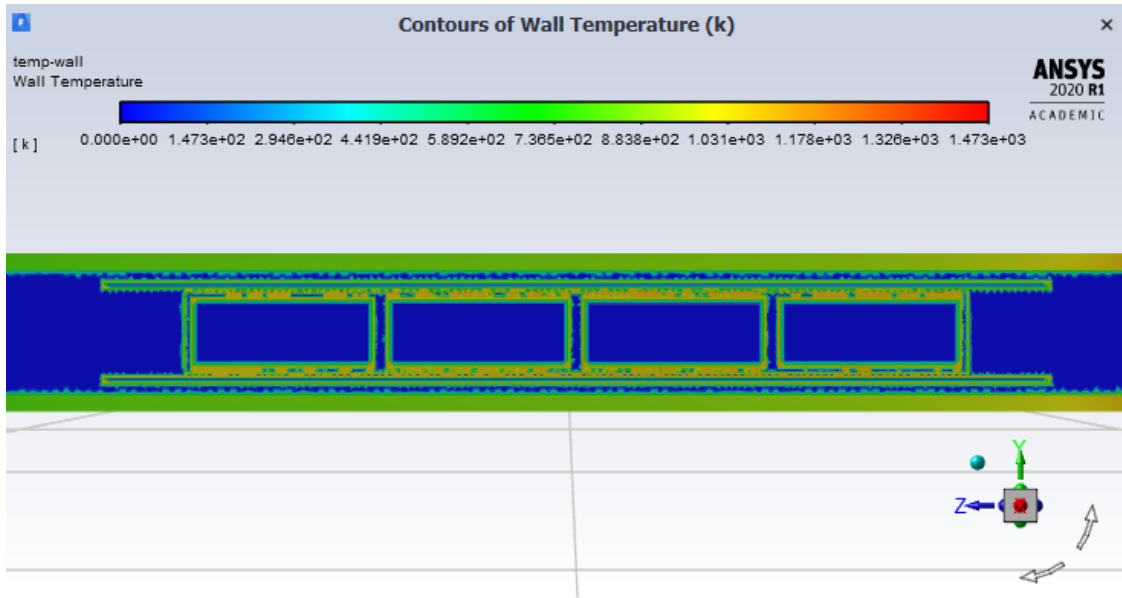 Contours of Wall Temperature (k)
temp-wall
Wall Temperature
ANSYS
2020 R1
ACADEMIC
[ k ]
0.000e+00 1.473e+02 2.946e+02 4.419e+02 5.892e+02 7.365e+02 8.838e+02 1.031e+03 1.178e+03 1.326e+03 1.473e+03
Y
Z